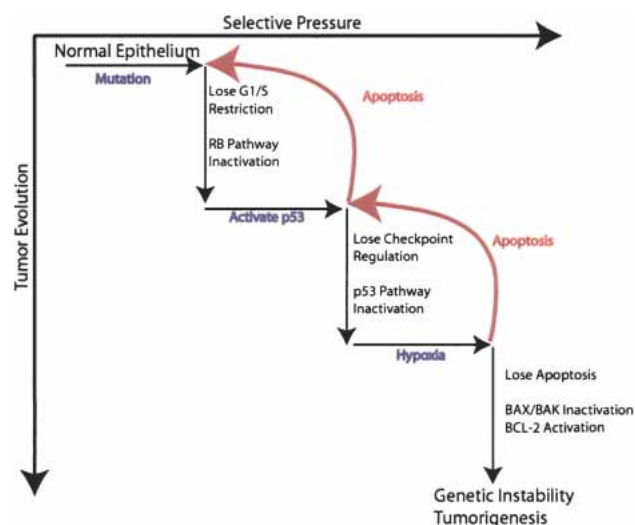 Selective Pressure
Normal Epithelium
Mutation
Lose G1/S
Restriction
Apoptosis
RB Pathway
Inactivation
Tumor Evolution
Activate p53
Lose Checkpoint
Regulation
Apoptosis
p53 Pathway
Inactivation
Hypoxia
Lose Apoptosis
BAX/BAK Inactivation
BCL-2 Activation
Genetic Instability
Tumorigenesis